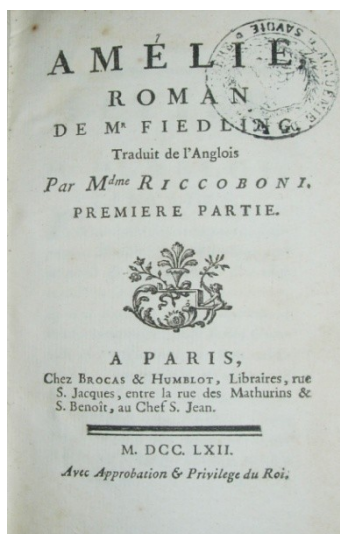 AMÉLIE,
ROMAN
DE MR FIEDLING.
Traduit de l'Anglois
Par Mdme RICCOBONI.
PREMIERE PARTIE.
A PARIS,
Chez BROCAS & HUMBLOT, Libraires, rue
S. Jacques, entre la rue des Mathurins &
S. Benoît, au Chef S. Jean.
M. DCC. LXII.
Avec Approbation & Privilege du Roi.